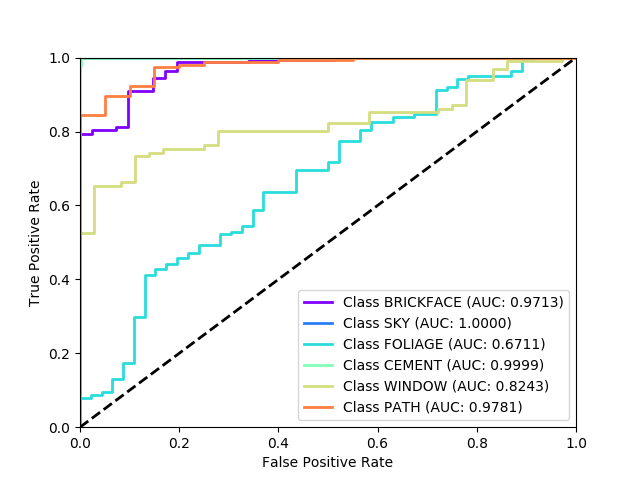 1.0
0.8
0.6
0.4
0.2
0.0
True Positive Rate
Class BRICKFACE (AUC: 0.9713)
Class SKY (AUC: 1.0000)
Class FOLIAGE (AUC: 0.6711)
Class CEMENT (AUC: 0.9999)
Class WINDOW (AUC: 0.8243)
Class PATH (AUC: 0.9781)
0.0 0.2 0.4 0.6 0.8 1.0
False Positive Rate